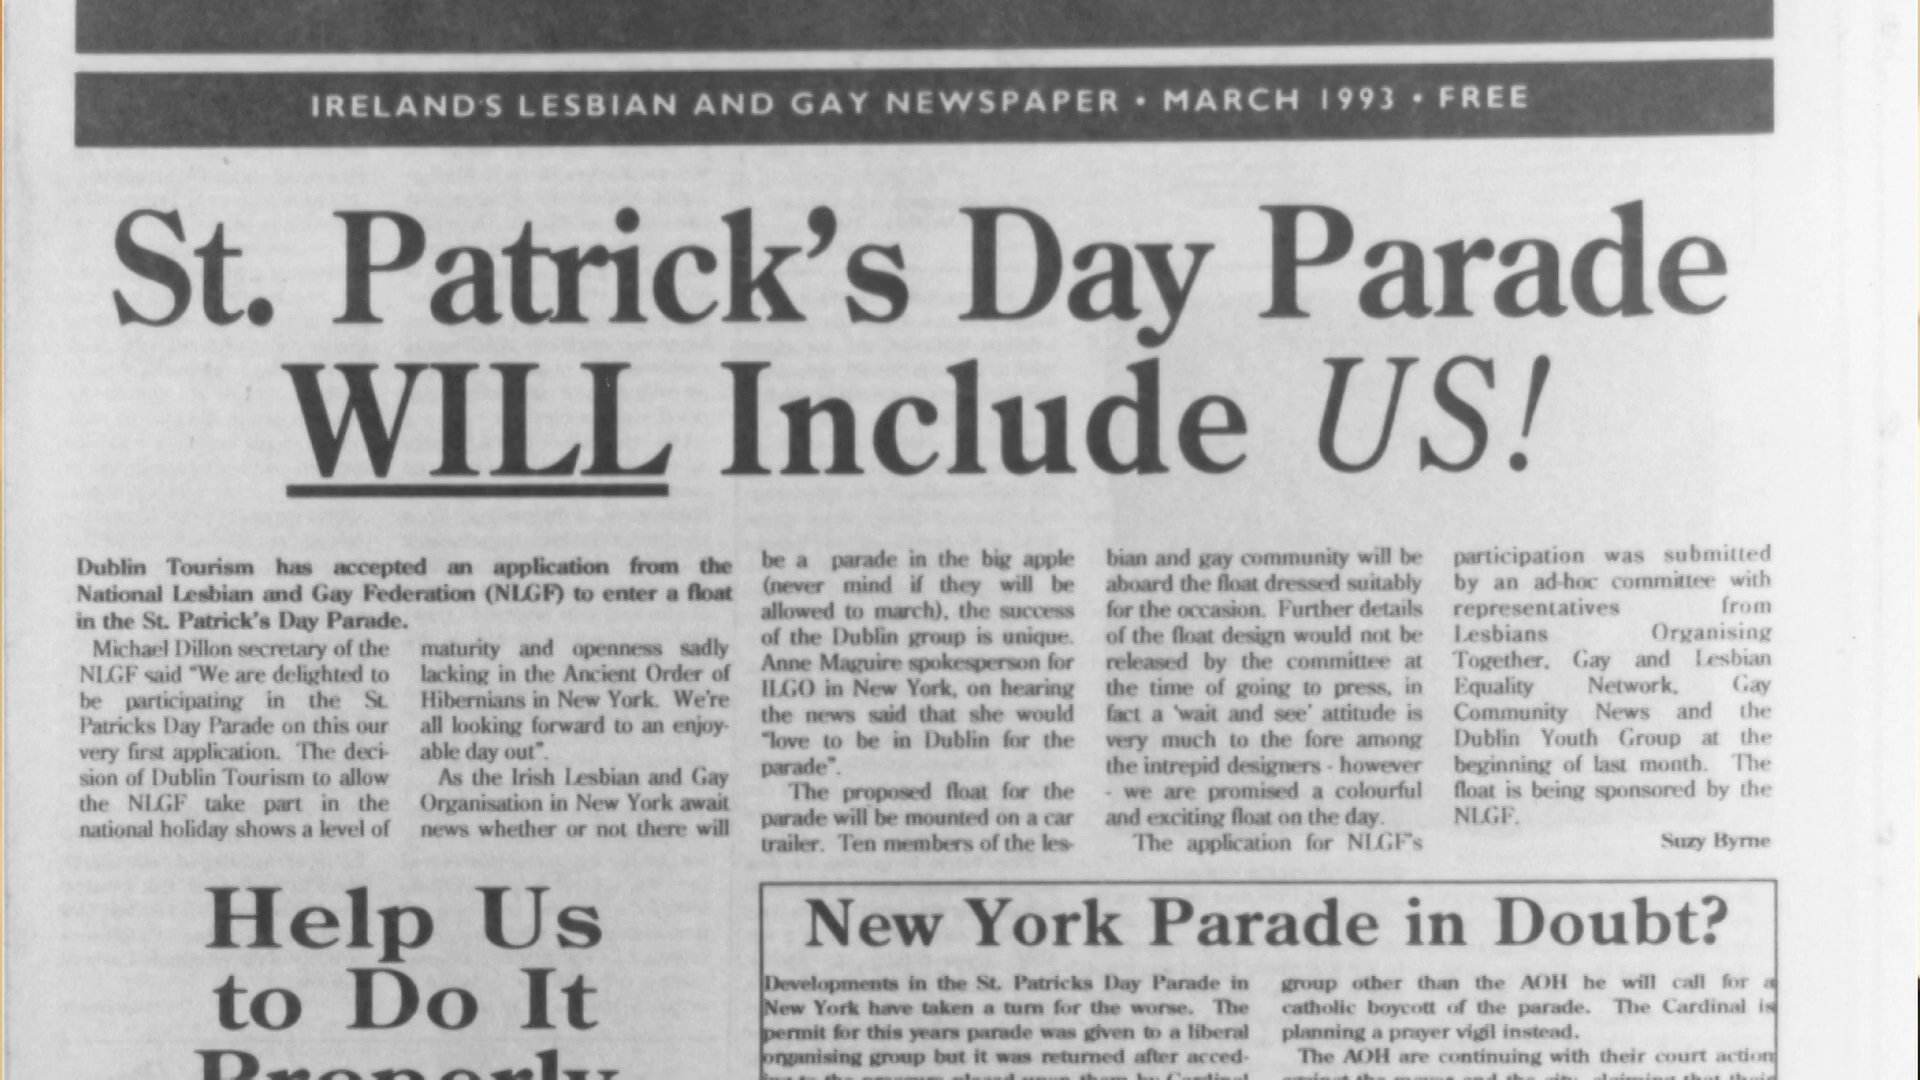 IRELAND'S LESBIAN AND GAY NEWSPAPER • MARCH 1993 • FREE
St. Patrick's Day Parade
WILL Include US!
Dublin Tourism has accepted an application from the
National Lesbian and Gay Federation (NLGF) to enter a float
in the St. Patrick's Day Parade.
Michael Dillon secretary of the
NLGF said "We are delighted to
be participating in the St.
Patricks Day Parade on this our
very first application. The deci-
sion of Dublin Tourism to allow
the NLGF take part in the
national holiday shows a level of
maturity and openness sadly
lacking in the Ancient Order of
Hibernians in New York. We're
all looking forward to an enjoy-
able day out".
As the Irish Lesbian and Gay
Organisation in New York await
news whether or not there will
be a parade in the big apple
(never mind if they will be
allowed to march), the success
of the Dublin group is unique.
Anne Maguire spokesperson for
ILGO in New York, on hearing
the news said that she would
"love to be in Dublin for the
parade".
The proposed float for the
parade will be mounted on a car
trailer. Ten members of the les-
bian and gay community will be
aboard the float dressed suitably
for the occasion. Further details
of the float design would not be
released by the committee at
the time of going to press, in
fact a 'wait and see' attitude is
very much to the fore among
the intrepid designers - however
- we are promised a colourful
and exciting float on the day.
The application for NLGF's
participation was submitted
by an ad-hoc committee with
representatives from
Lesbians Organising
Together, Gay and Lesbian
Equality Network, Gay
Community News and the
Dublin Youth Group at the
beginning of last month. The
float is being sponsored by the
NLGF.
Suzy Byrne
Help Us
to Do It
Properly
New York Parade in Doubt?
Developments in the St. Patricks Day Parade in
New York have taken a turn for the worse. The
permit for this years parade was given to a liberal
organising group but it was returned after acced-
group other than the AOH he will call for a
catholic boycott of the parade. The Cardinal is
planning a prayer vigil instead.
The AOH are continuing with their court action